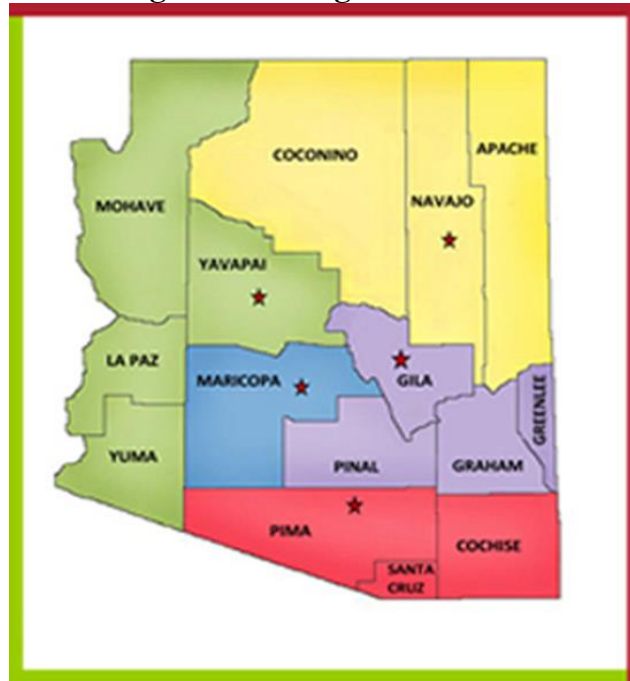 COCONINO
APACHE
NAVAJO
MOHAVE
YAVAPAI
LA PAZ
MARICOPA
GILA
GREENLEE
YUMA
PINAL
GRAHAM
PIMA
COCHISE
SANTA
CRUZ